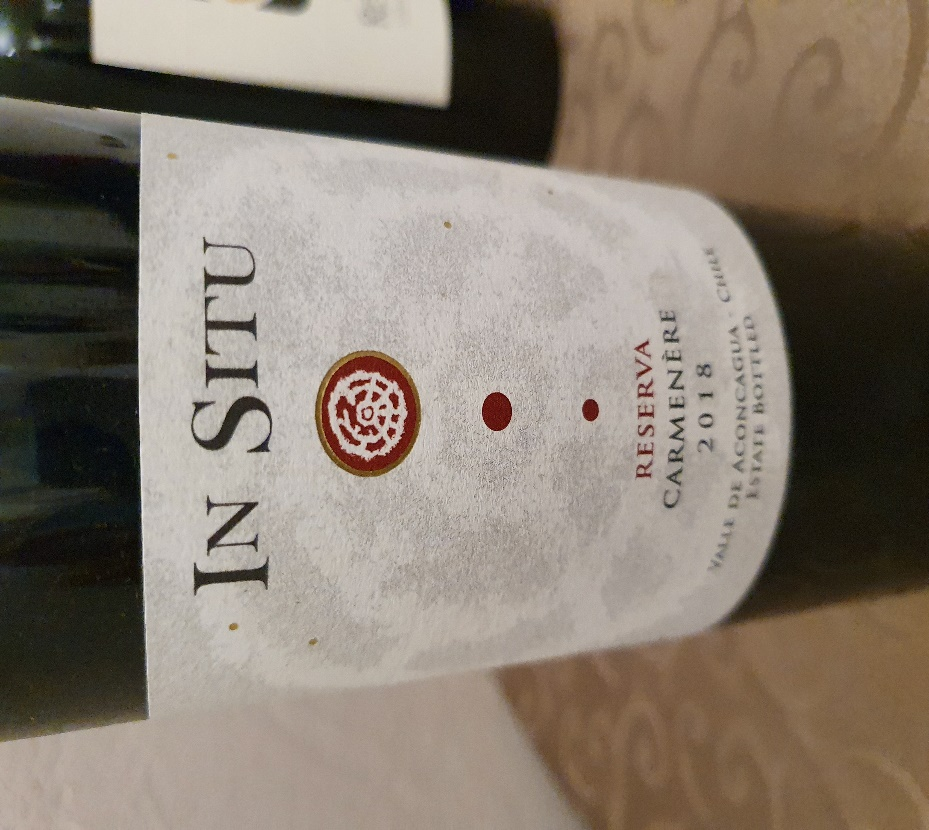 IN SITU
RESERVA
CARMENÈRE
2018
VALLE DE ACONCAGUA · CHILE
ESTATE BOTTLED